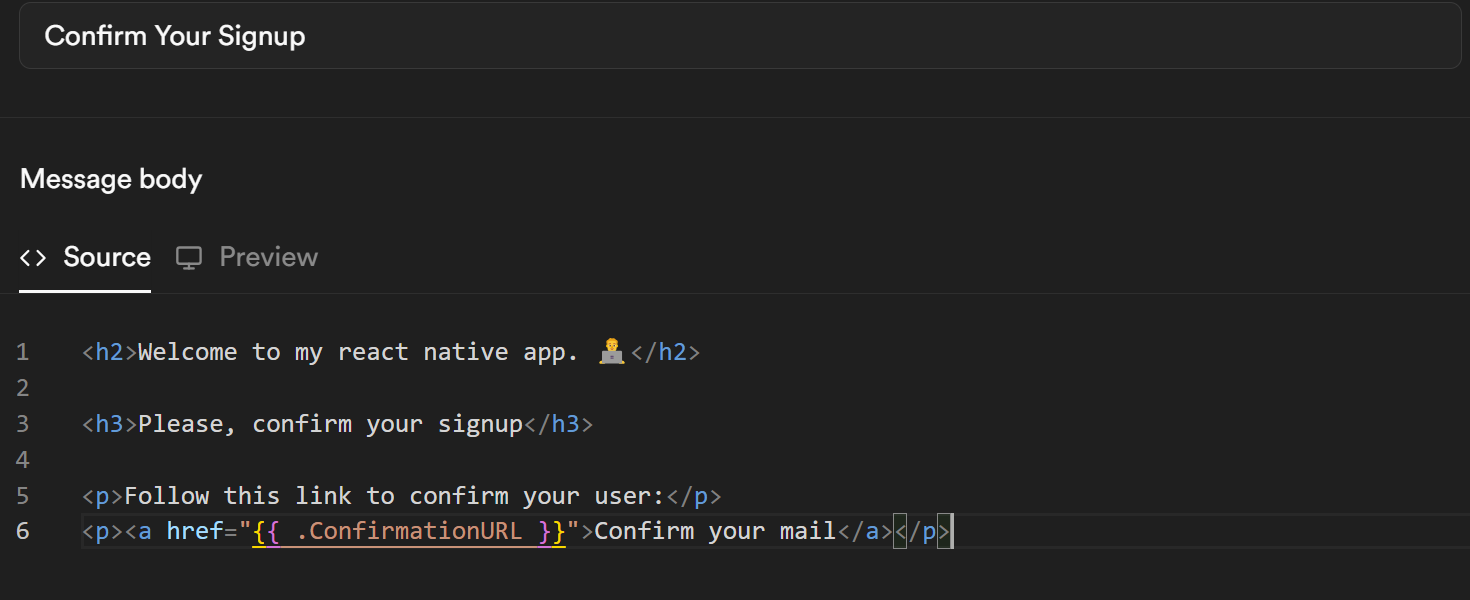 Confirm Your Signup
Message body
<> Source Preview
1 <h2>Welcome to my react native app. 👨‍💻</h2>
2
3 <h3>Please, confirm your signup</h3>
4
5 <p>Follow this link to confirm your user:</p>
6 <p><a href="{{ .ConfirmationURL }}">Confirm your mail</a></p>